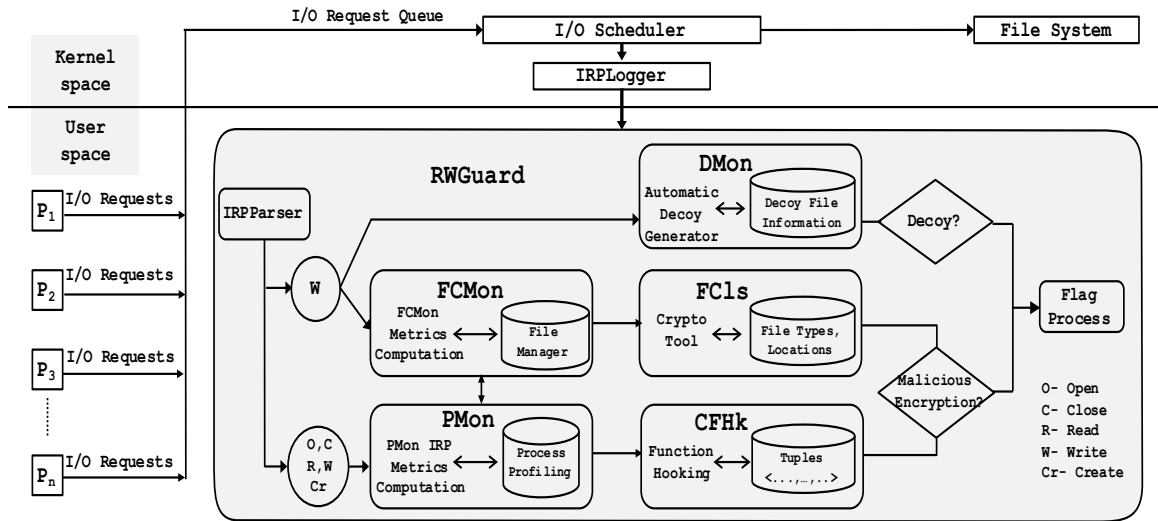 I/O Request Queue
I/O Scheduler
File System
Kernel
space
IRPLogger
User
space
I/O Requests
P1
I/O Requests
P2
I/O Requests
P3
I/O Requests
Pn
RWGuard
IRPParser
W
O,C
R,W
Cr
DMon
Automatic
Decoy
Generator
Decoy File
Information
Decoy?
FCMon
FCMon
Metrics
Computation
File
Manager
FCls
Crypto
Tool
File Types,
Locations
Flag
Process
Malicious
Encryption?
PMon
PMon IRP
Metrics
Computation
Process
Profiling
CFHk
Function
Hooking
Tuples
<...,…,..>
O- Open
C- Close
R- Read
W- Write
Cr- Create